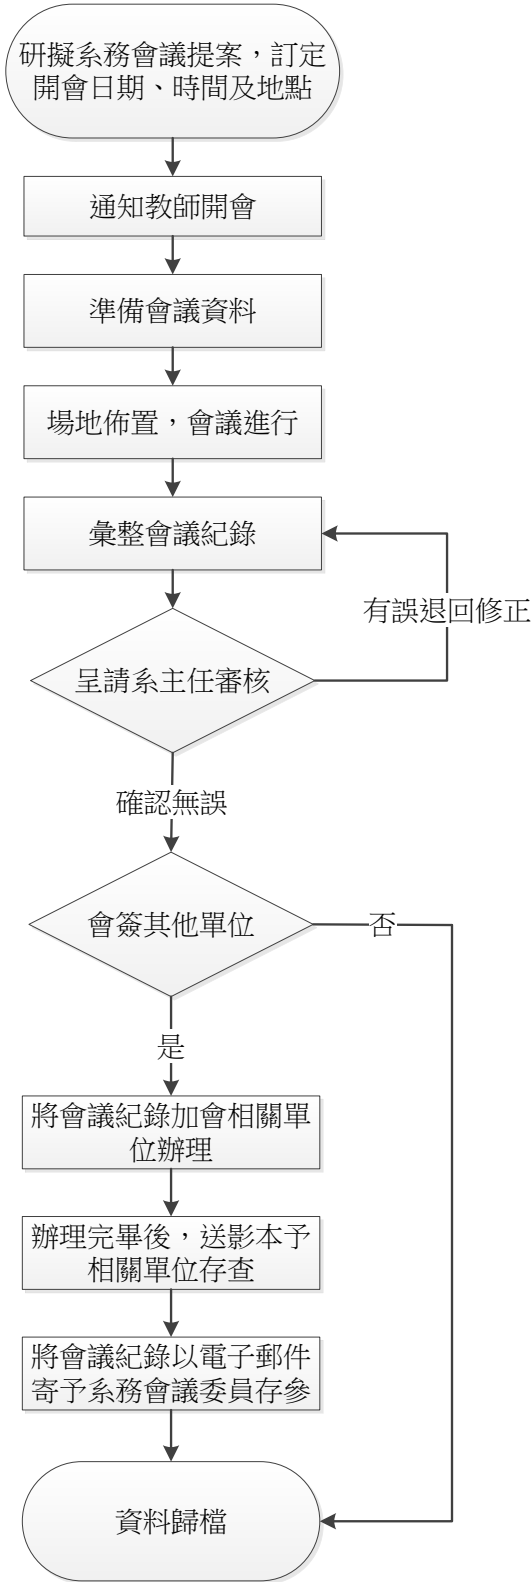 研擬系務會議提案，訂定
開會日期、時間及地點
通知教師開會
準備會議資料
場地佈置，會議進行
彙整會議紀錄
有誤退回修正
呈請系主任審核
確認無誤
會簽其他單位
否
是
將會議紀錄加會相關單
位辦理
辦理完畢後，送影本予
相關單位存查
將會議紀錄以電子郵件
寄予系務會議委員存參
資料歸檔